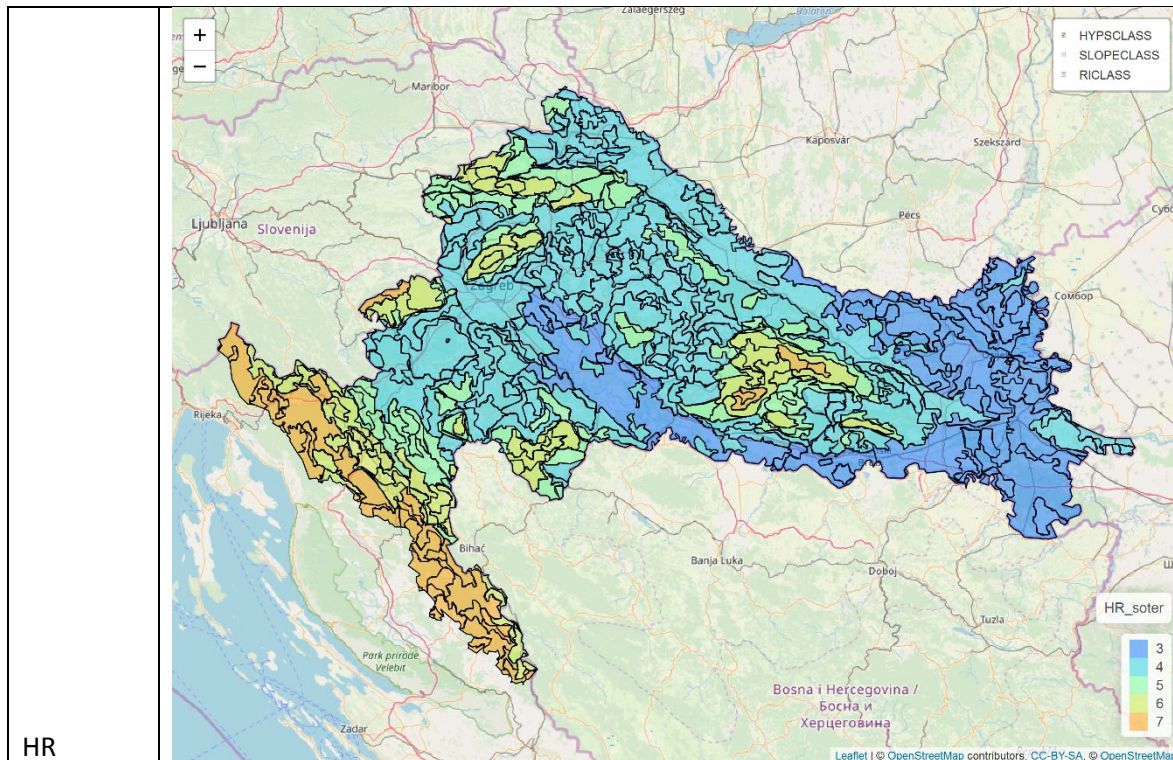 Zalaegerszeg
Balaton
+
HYPSCLASS
SLOPECLASS
−
RICLASS
Maribor
Kaposvár
Szekszárd
Ljubljana
Slovenija
Pécs
Сомбор
Zagreb
Rijeka
Bihać
Banja Luka
Doboj
HR_soter
Tuzla
3
4
Park prirode
Velebit
5
Bosna i Hercegovina /
6
Босна и
7
Херцеговина
Zadar
HR
Leaflet | © OpenStreetMap contributors, CC-BY-SA, © OpenStreetMap